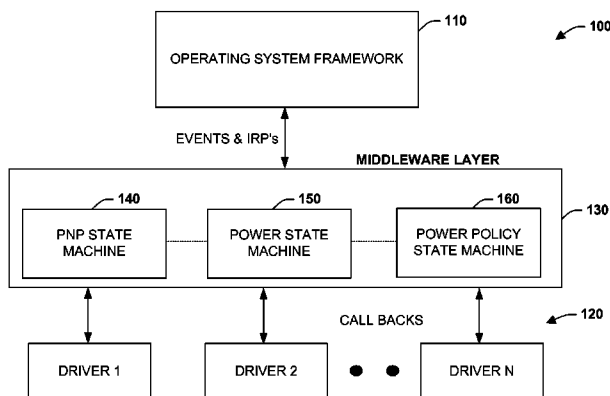 110
100
OPERATING SYSTEM FRAMEWORK
EVENTS & IRP's
MIDDLEWARE LAYER
140
150
160
130
PNP STATE
MACHINE
POWER STATE
MACHINE
POWER POLICY
STATE MACHINE
CALL BACKS
120
DRIVER 1
DRIVER 2
DRIVER N